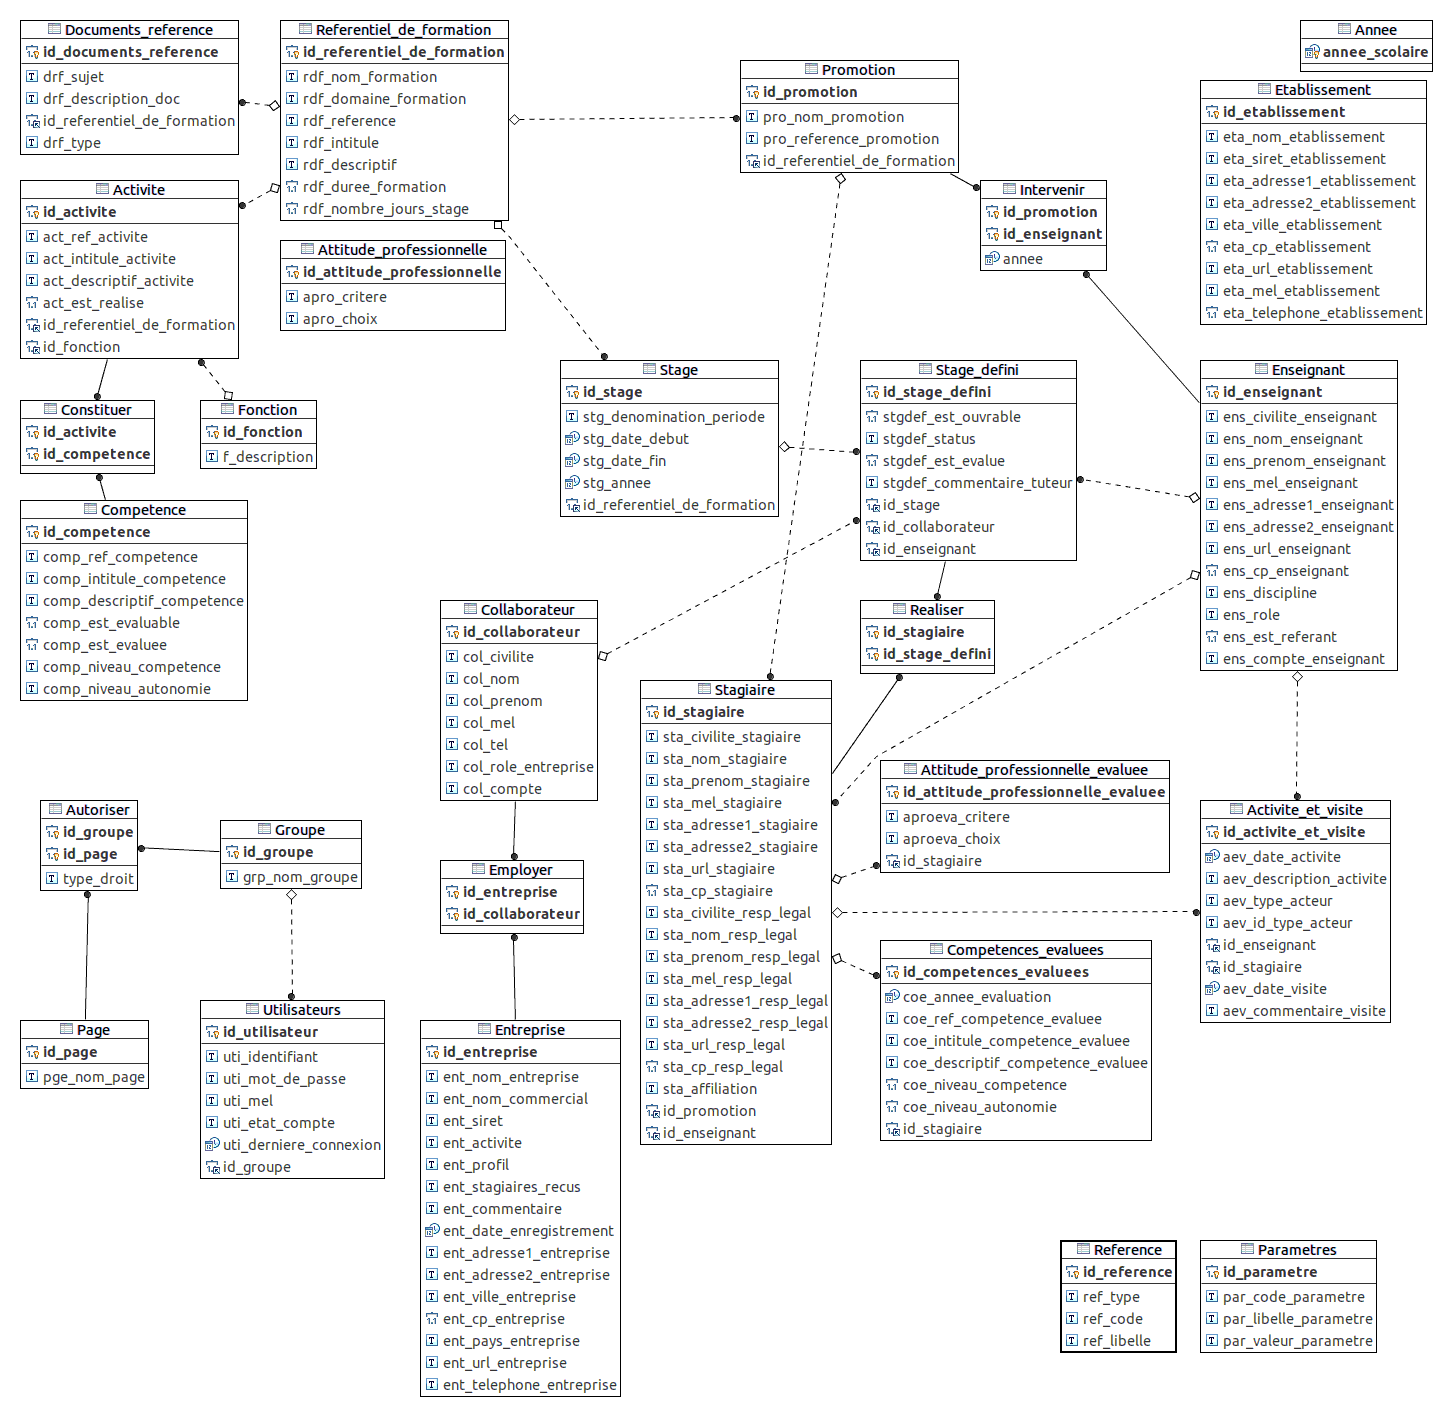 Documents_reference
id_documents_reference
drf_sujet
drf_description_doc
id_referentiel_de_formation
drf_type
Referentiel_de_formation
id_referentiel_de_formation
rdf_nom_formation
rdf_domaine_formation
rdf_reference
rdf_intitule
rdf_descriptif
rdf_duree_formation
rdf_nombre_jours_stage
Promotion
id_promotion
pro_nom_promotion
pro_reference_promotion
id_referentiel_de_formation
Annee
annee_scolaire
Etablissement
id_etablissement
eta_nom_etablissement
eta_siret_etablissement
eta_adresse1_etablissement
eta_adresse2_etablissement
eta_ville_etablissement
eta_cp_etablissement
eta_url_etablissement
eta_mel_etablissement
eta_telephone_etablissement
Activite
id_activite
act_ref_activite
act_intitule_activite
act_descriptif_activite
act_est_realise
id_referentiel_de_formation
id_fonction
Attitude_professionnelle
id_attitude_professionnelle
apro_critere
apro_choix
Intervenir
id_promotion
id_enseignant
annee
Constituer
id_activite
id_competence
Fonction
id_fonction
f_description
Stage
id_stage
stg_denomination_periode
stg_date_debut
stg_date_fin
stg_annee
id_referentiel_de_formation
Stage_defini
id_stage_defini
stgdef_est_ouvrable
stgdef_status
stgdef_est_evalue
stgdef_commentaire_tuteur
id_stage
id_collaborateur
id_enseignant
Enseignant
id_enseignant
ens_civilite_enseignant
ens_nom_enseignant
ens_prenom_enseignant
ens_mel_enseignant
ens_adresse1_enseignant
ens_adresse2_enseignant
ens_url_enseignant
ens_cp_enseignant
ens_discipline
ens_role
ens_est_referant
ens_compte_enseignant
Competence
id_competence
comp_ref_competence
comp_intitule_competence
comp_descriptif_competence
comp_est_evaluable
comp_est_evaluee
comp_niveau_competence
comp_niveau_autonomie
Collaborateur
id_collaborateur
col_civilite
col_nom
col_prenom
col_mel
col_tel
col_role_entreprise
col_compte
Realiser
id_stagiaire
id_stage_defini
Stagiaire
id_stagiaire
sta_civilite_stagiaire
sta_nom_stagiaire
sta_prenom_stagiaire
sta_mel_stagiaire
sta_adresse1_stagiaire
sta_adresse2_stagiaire
sta_url_stagiaire
sta_cp_stagiaire
sta_civilite_resp_legal
sta_nom_resp_legal
sta_prenom_resp_legal
sta_mel_resp_legal
sta_adresse1_resp_legal
sta_adresse2_resp_legal
sta_url_resp_legal
sta_cp_resp_legal
sta_affiliation
id_promotion
id_enseignant
Attitude_professionnelle_evaluee
id_attitude_professionnelle_evaluee
aproeva_critere
aproeva_choix
id_stagiaire
Activite_et_visite
id_activite_et_visite
aev_date_activite
aev_description_activite
aev_type_acteur
aev_id_type_acteur
id_enseignant
id_stagiaire
aev_date_visite
aev_commentaire_visite
Autoriser
id_groupe
id_page
type_droit
Groupe
id_groupe
grp_nom_groupe
Employer
id_entreprise
id_collaborateur
Competences_evaluees
id_competences_evaluees
coe_annee_evaluation
coe_ref_competence_evaluee
coe_intitule_competence_evaluee
coe_descriptif_competence_evaluee
coe_niveau_competence
coe_niveau_autonomie
id_stagiaire
Page
id_page
pge_nom_page
Utilisateurs
id_utilisateur
uti_identifiant
uti_mot_de_passe
uti_mel
uti_etat_compte
uti_derniere_connexion
id_groupe
Entreprise
id_entreprise
ent_nom_entreprise
ent_nom_commercial
ent_siret
ent_activite
ent_profil
ent_stagiaires_recus
ent_commentaire
ent_date_enregistrement
ent_adresse1_entreprise
ent_adresse2_entreprise
ent_ville_entreprise
ent_cp_entreprise
ent_pays_entreprise
ent_url_entreprise
ent_telephone_entreprise
Reference
id_reference
ref_type
ref_code
ref_libelle
Parametres
id_parametre
par_code_parametre
par_libelle_parametre
par_valeur_parametre